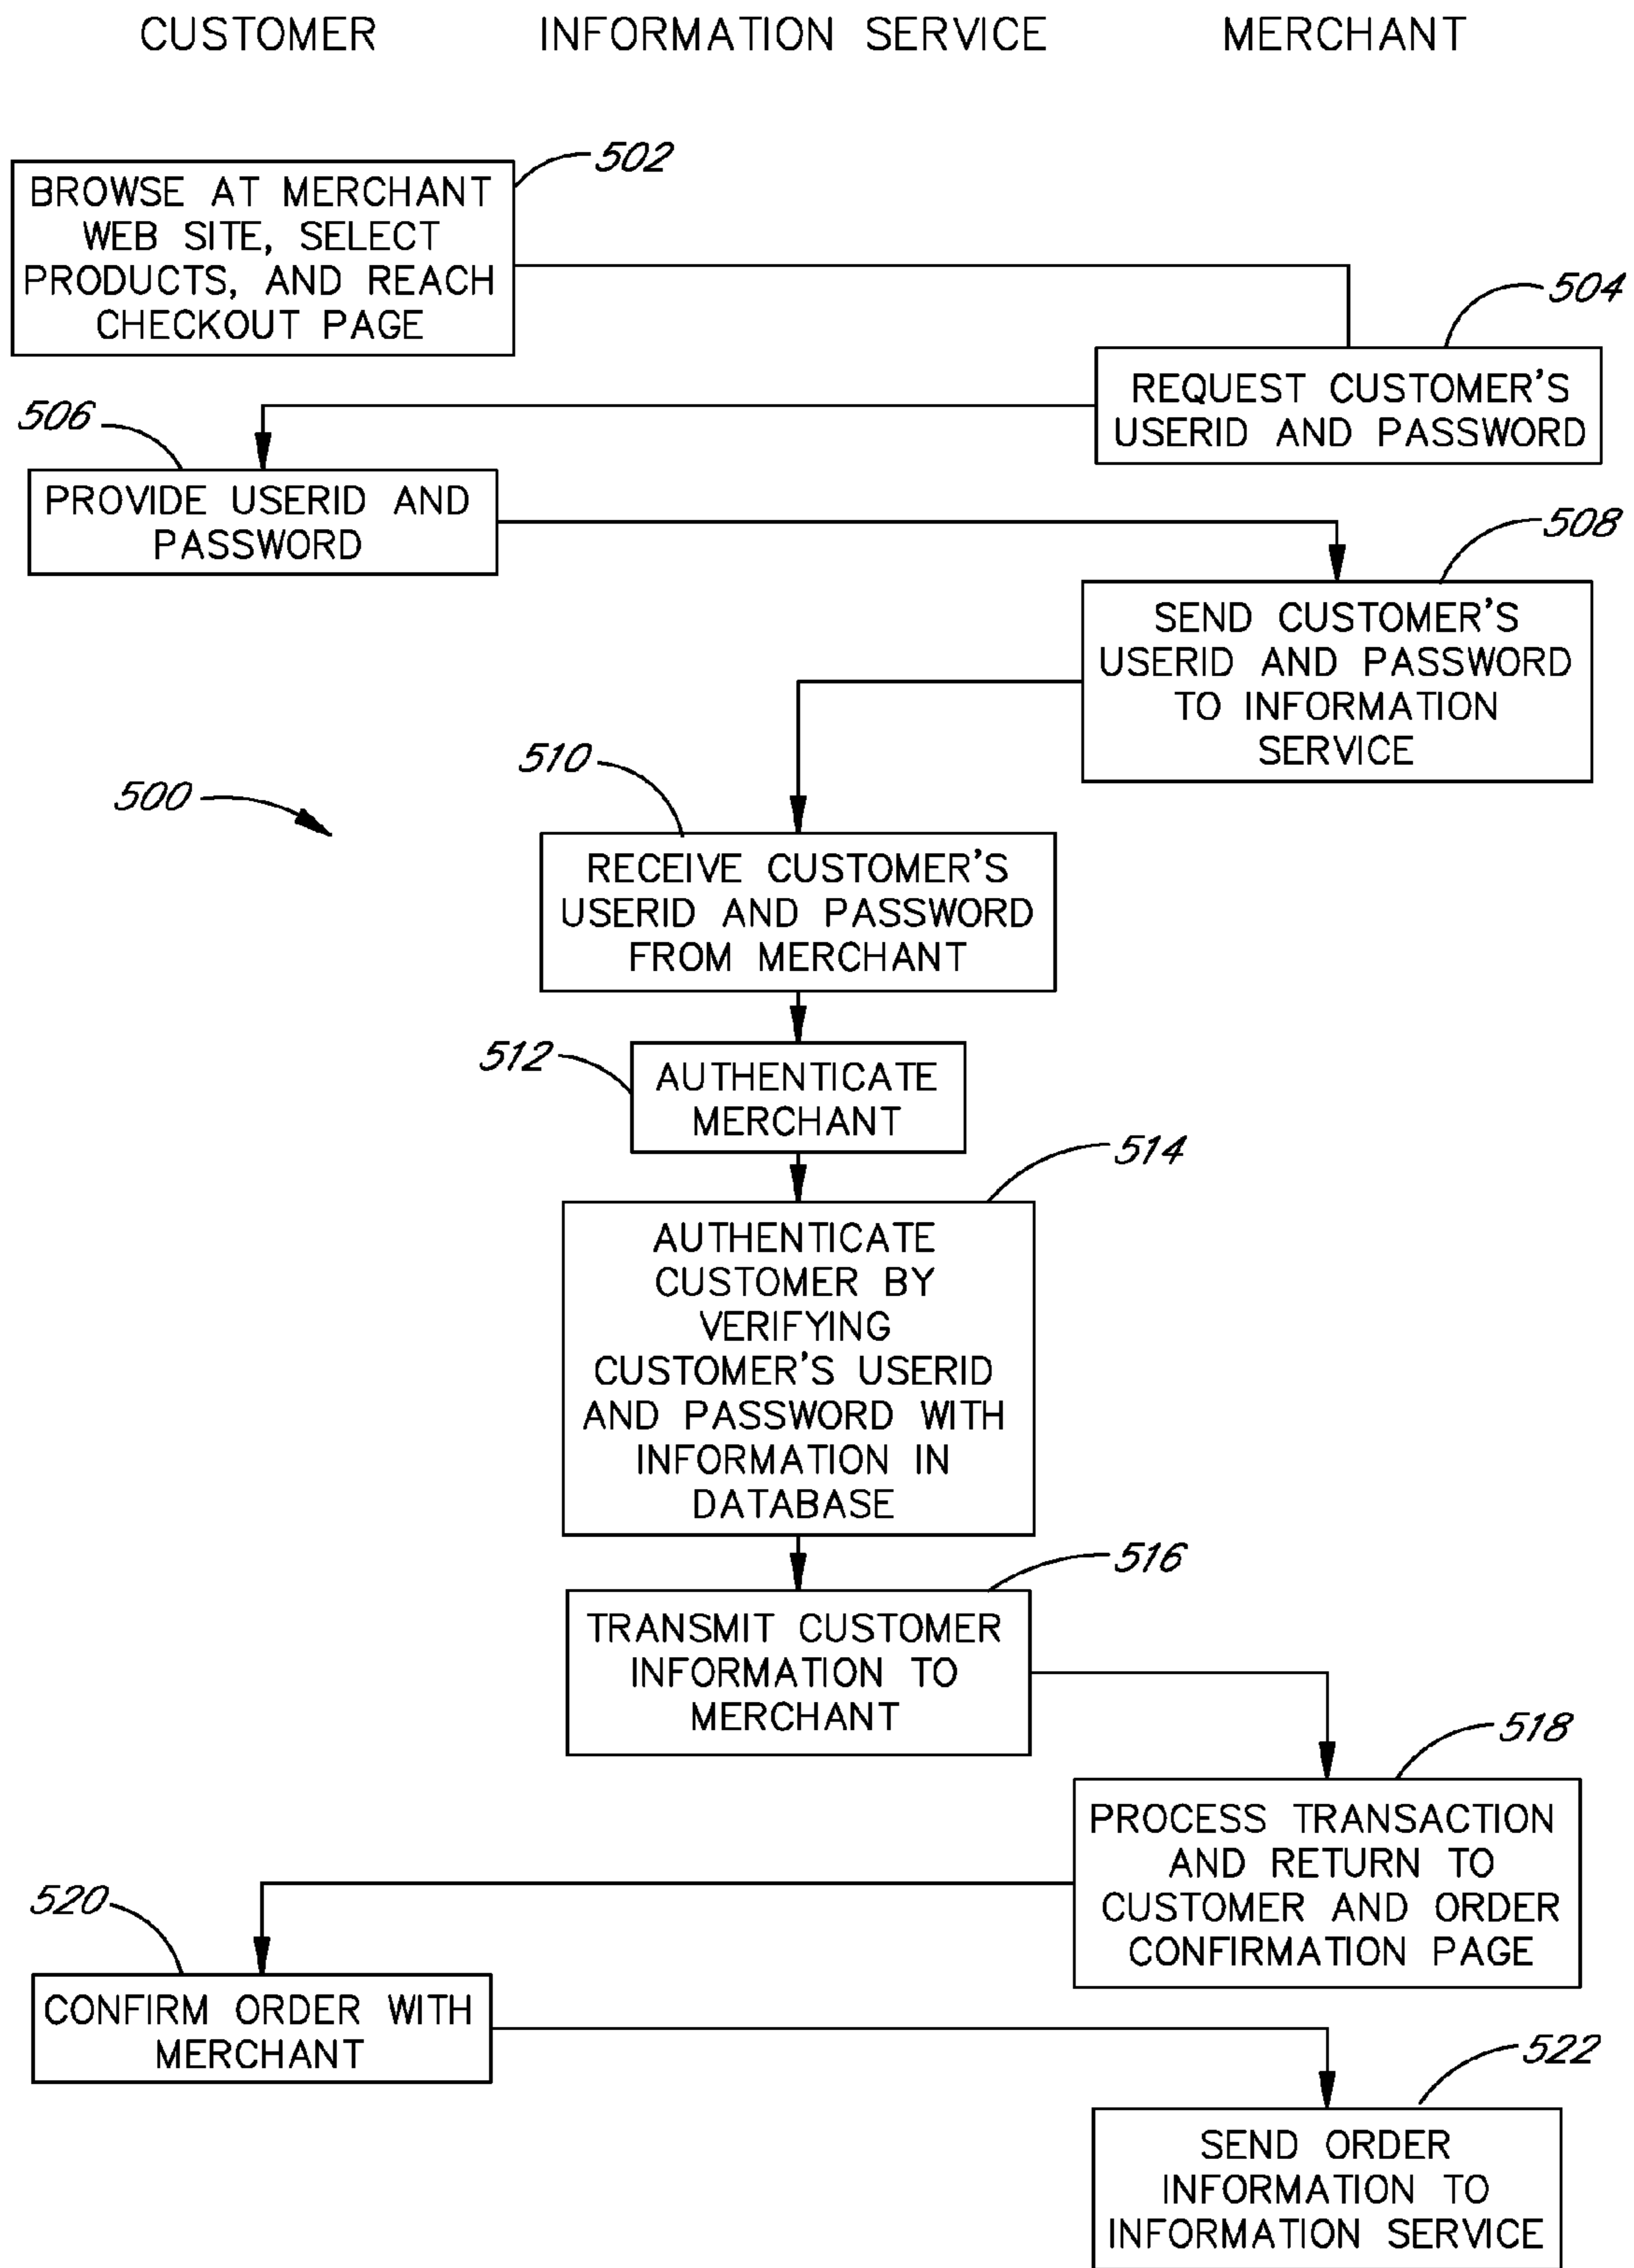 CUSTOMER INFORMATION SERVICE MERCHANT
502
BROWSE AT MERCHANT
WEB SITE, SELECT
PRODUCTS, AND REACH
CHECKOUT PAGE
504
REQUEST CUSTOMER'S
USERID AND PASSWORD
506
PROVIDE USERID AND
PASSWORD
508
SEND CUSTOMER'S
USERID AND PASSWORD
TO INFORMATION
SERVICE
510
500
RECEIVE CUSTOMER'S
USERID AND PASSWORD
FROM MERCHANT
512
AUTHENTICATE
MERCHANT
514
AUTHENTICATE
CUSTOMER BY
VERIFYING
CUSTOMER'S USERID
AND PASSWORD WITH
INFORMATION IN
DATABASE
516
TRANSMIT CUSTOMER
INFORMATION TO
MERCHANT
518
PROCESS TRANSACTION
AND RETURN TO
CUSTOMER AND ORDER
CONFIRMATION PAGE
520
CONFIRM ORDER WITH
MERCHANT
522
SEND ORDER
INFORMATION TO
INFORMATION SERVICE